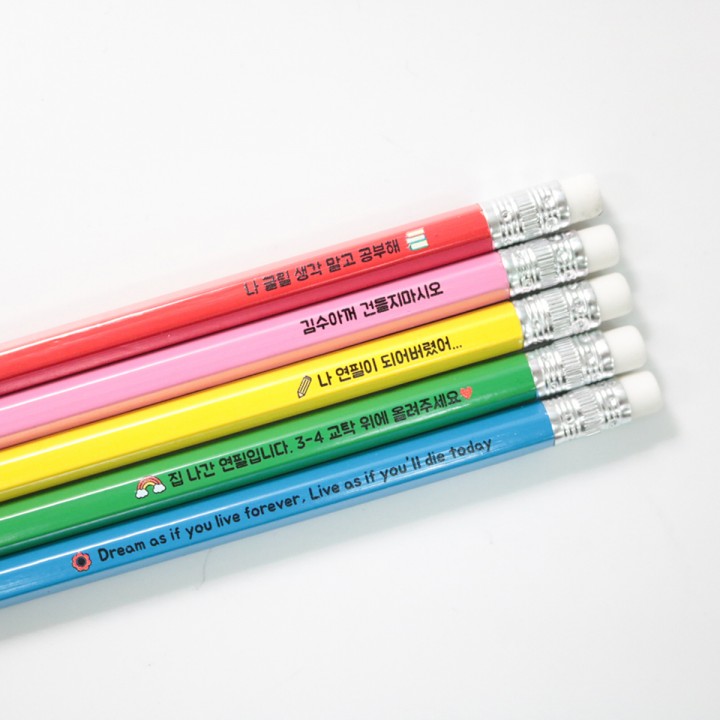 나 굴릴 생각 말고 공부해
김수아꺼 건들지마시오
나 연필이 되어버렸어...
집 나간 연필입니다. 3-4 교탁 위에 올려주세요
Dream as if you live forever, Live as if you'll die today